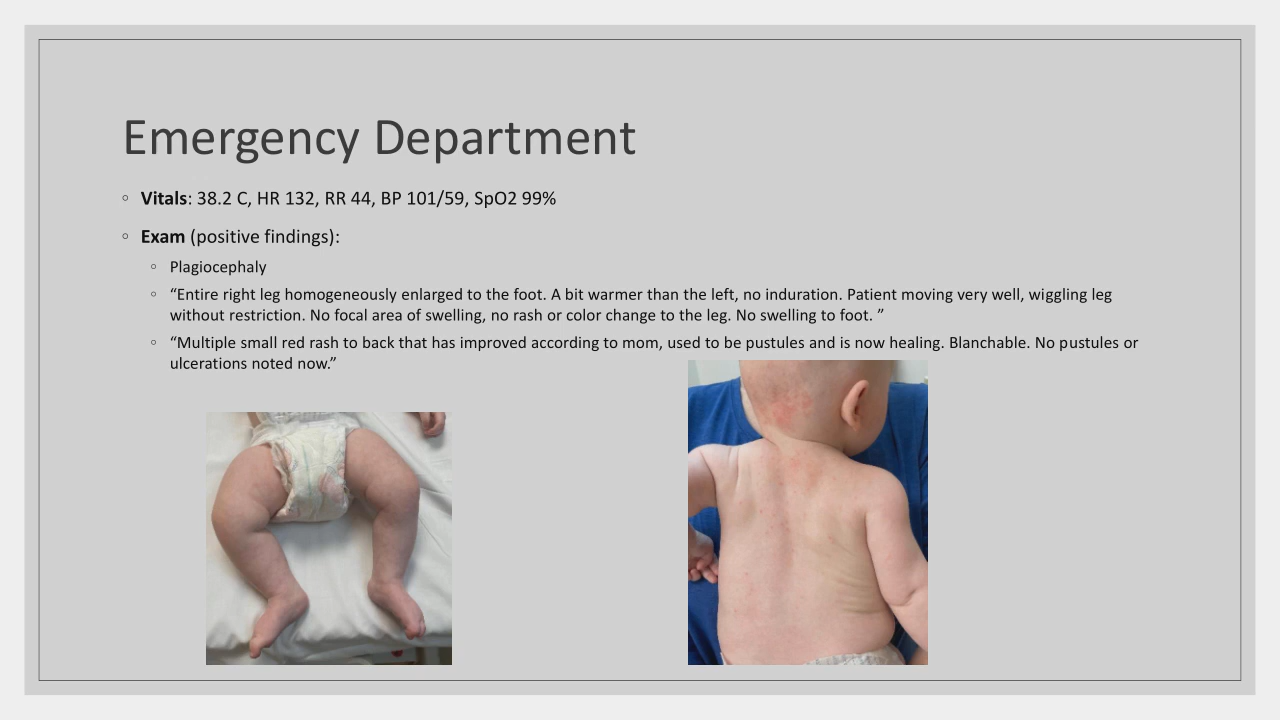 Emergency Department
◦ Vitals: 38.2 C, HR 132, RR 44, BP 101/59, SpO2 99%
◦ Exam (positive findings):
◦ Plagiocephaly
◦ “Entire right leg homogeneously enlarged to the foot. A bit warmer than the left, no induration. Patient moving very well, wiggling leg
without restriction. No focal area of swelling, no rash or color change to the leg. No swelling to foot. ”
◦ “Multiple small red rash to back that has improved according to mom, used to be pustules and is now healing. Blanchable. No pustules or
ulcerations noted now.”